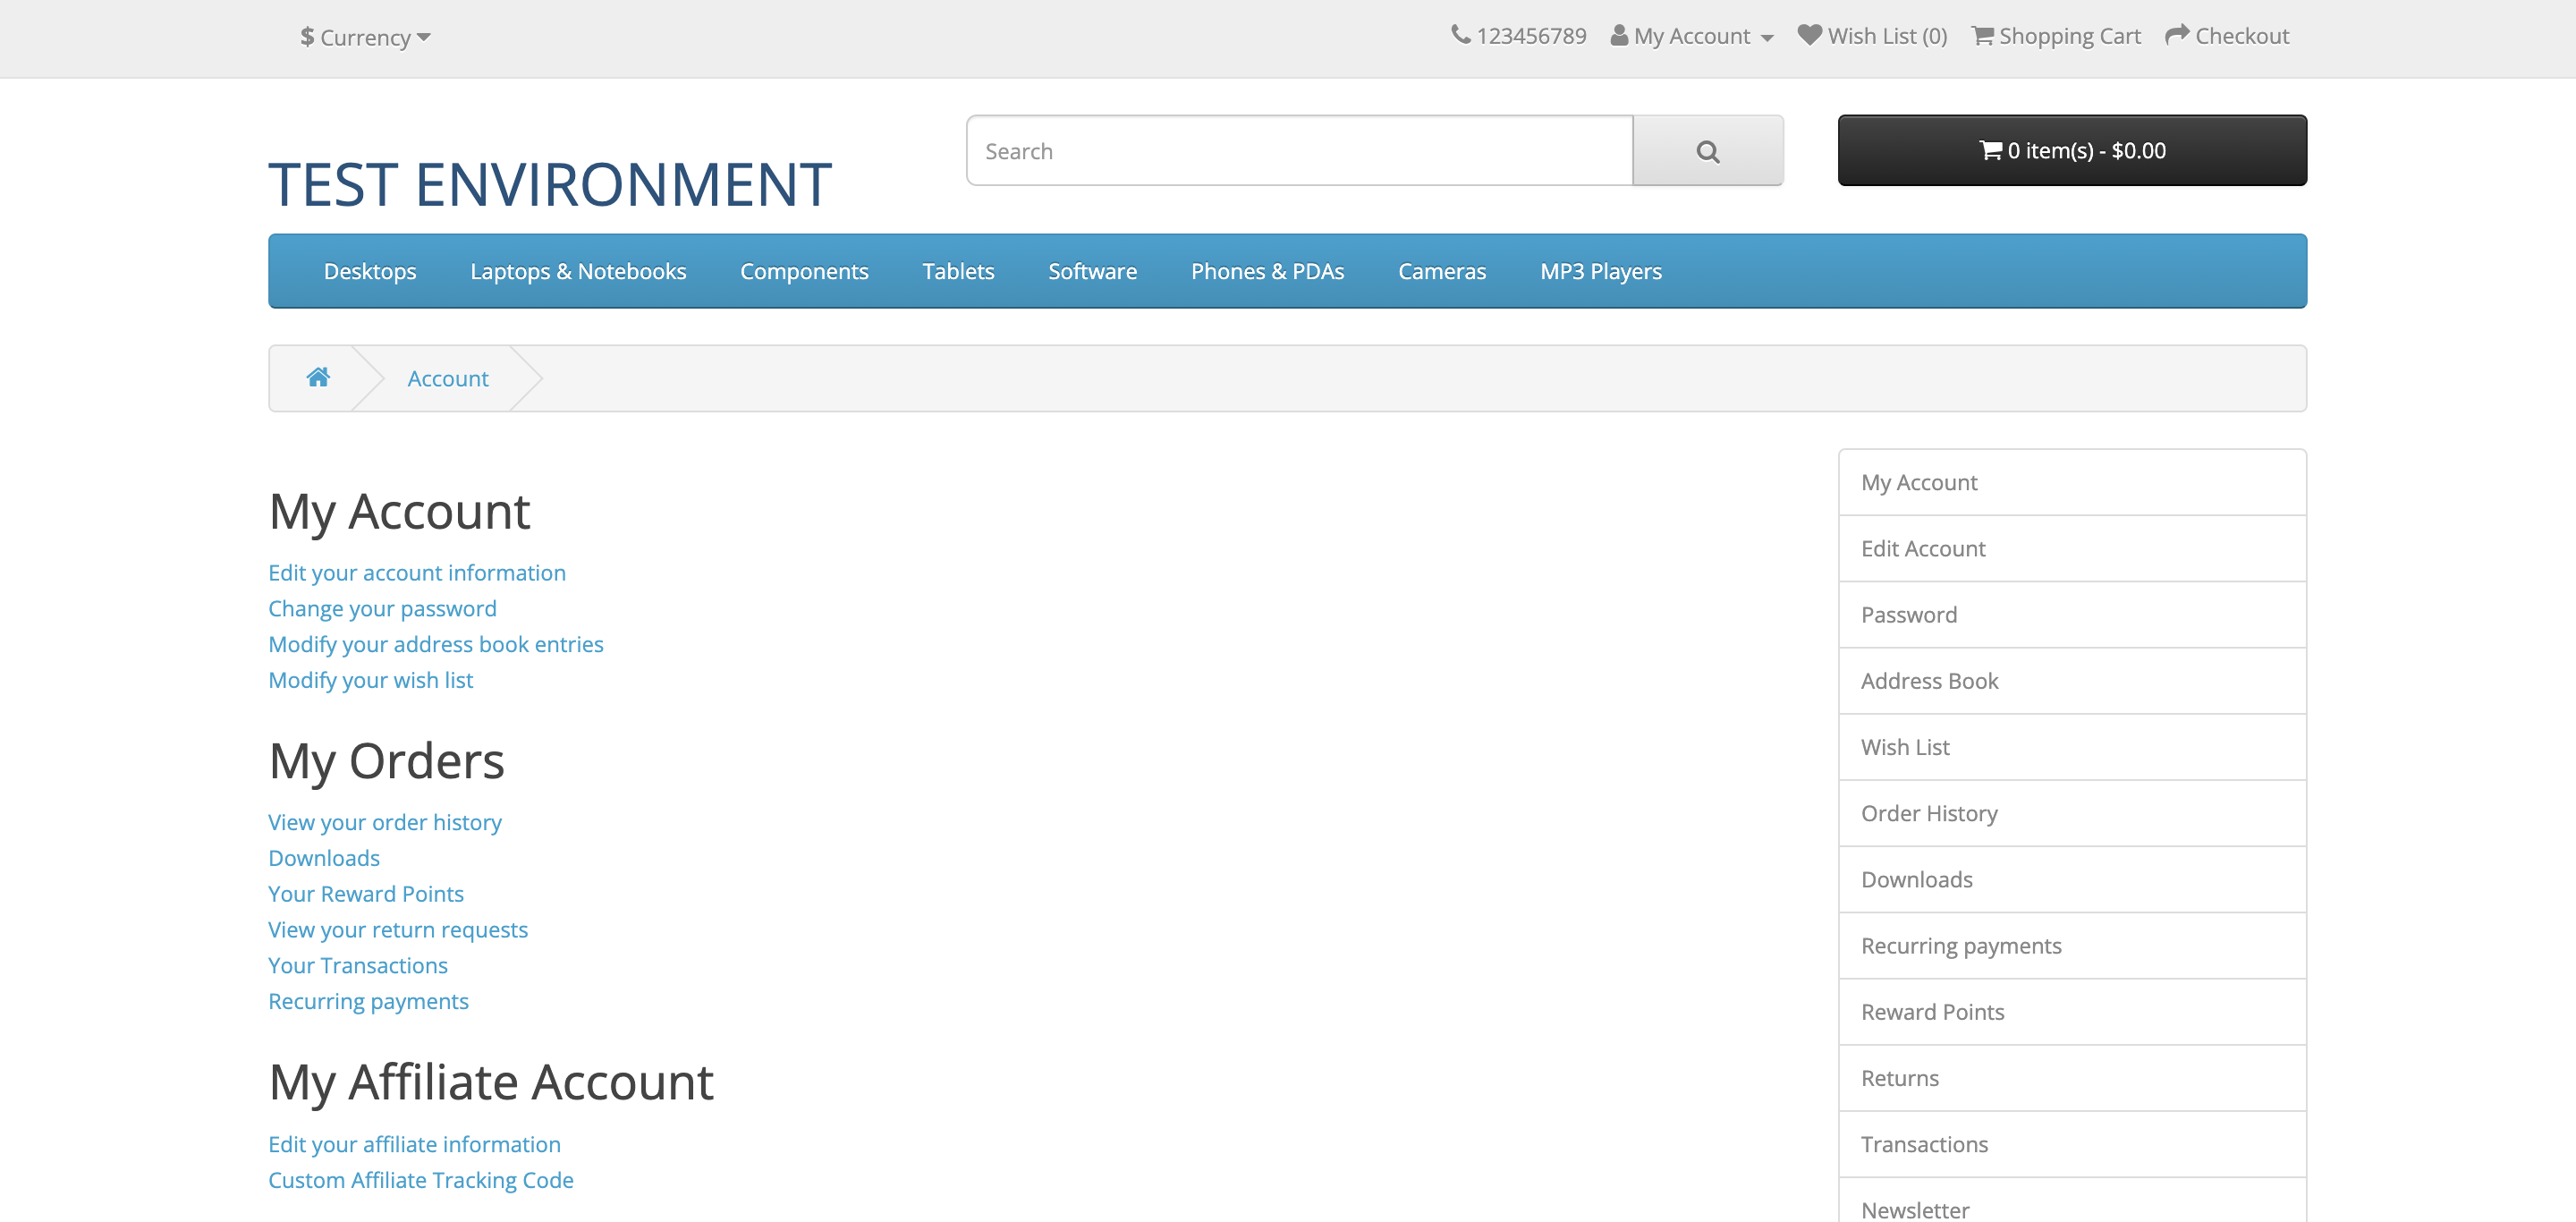 $ Currency
123456789 My Account Wish List (0) Shopping Cart Checkout
TEST ENVIRONMENT
Search
0 item(s) - $0.00
Desktops Laptops & Notebooks Components Tablets Software Phones & PDAs Cameras MP3 Players
Account
My Account
Edit your account information
Change your password
Modify your address book entries
Modify your wish list
My Orders
View your order history
Downloads
Your Reward Points
View your return requests
Your Transactions
Recurring payments
My Affiliate Account
Edit your affiliate information
Custom Affiliate Tracking Code
My Account
Edit Account
Password
Address Book
Wish List
Order History
Downloads
Recurring payments
Reward Points
Returns
Transactions
Newsletter